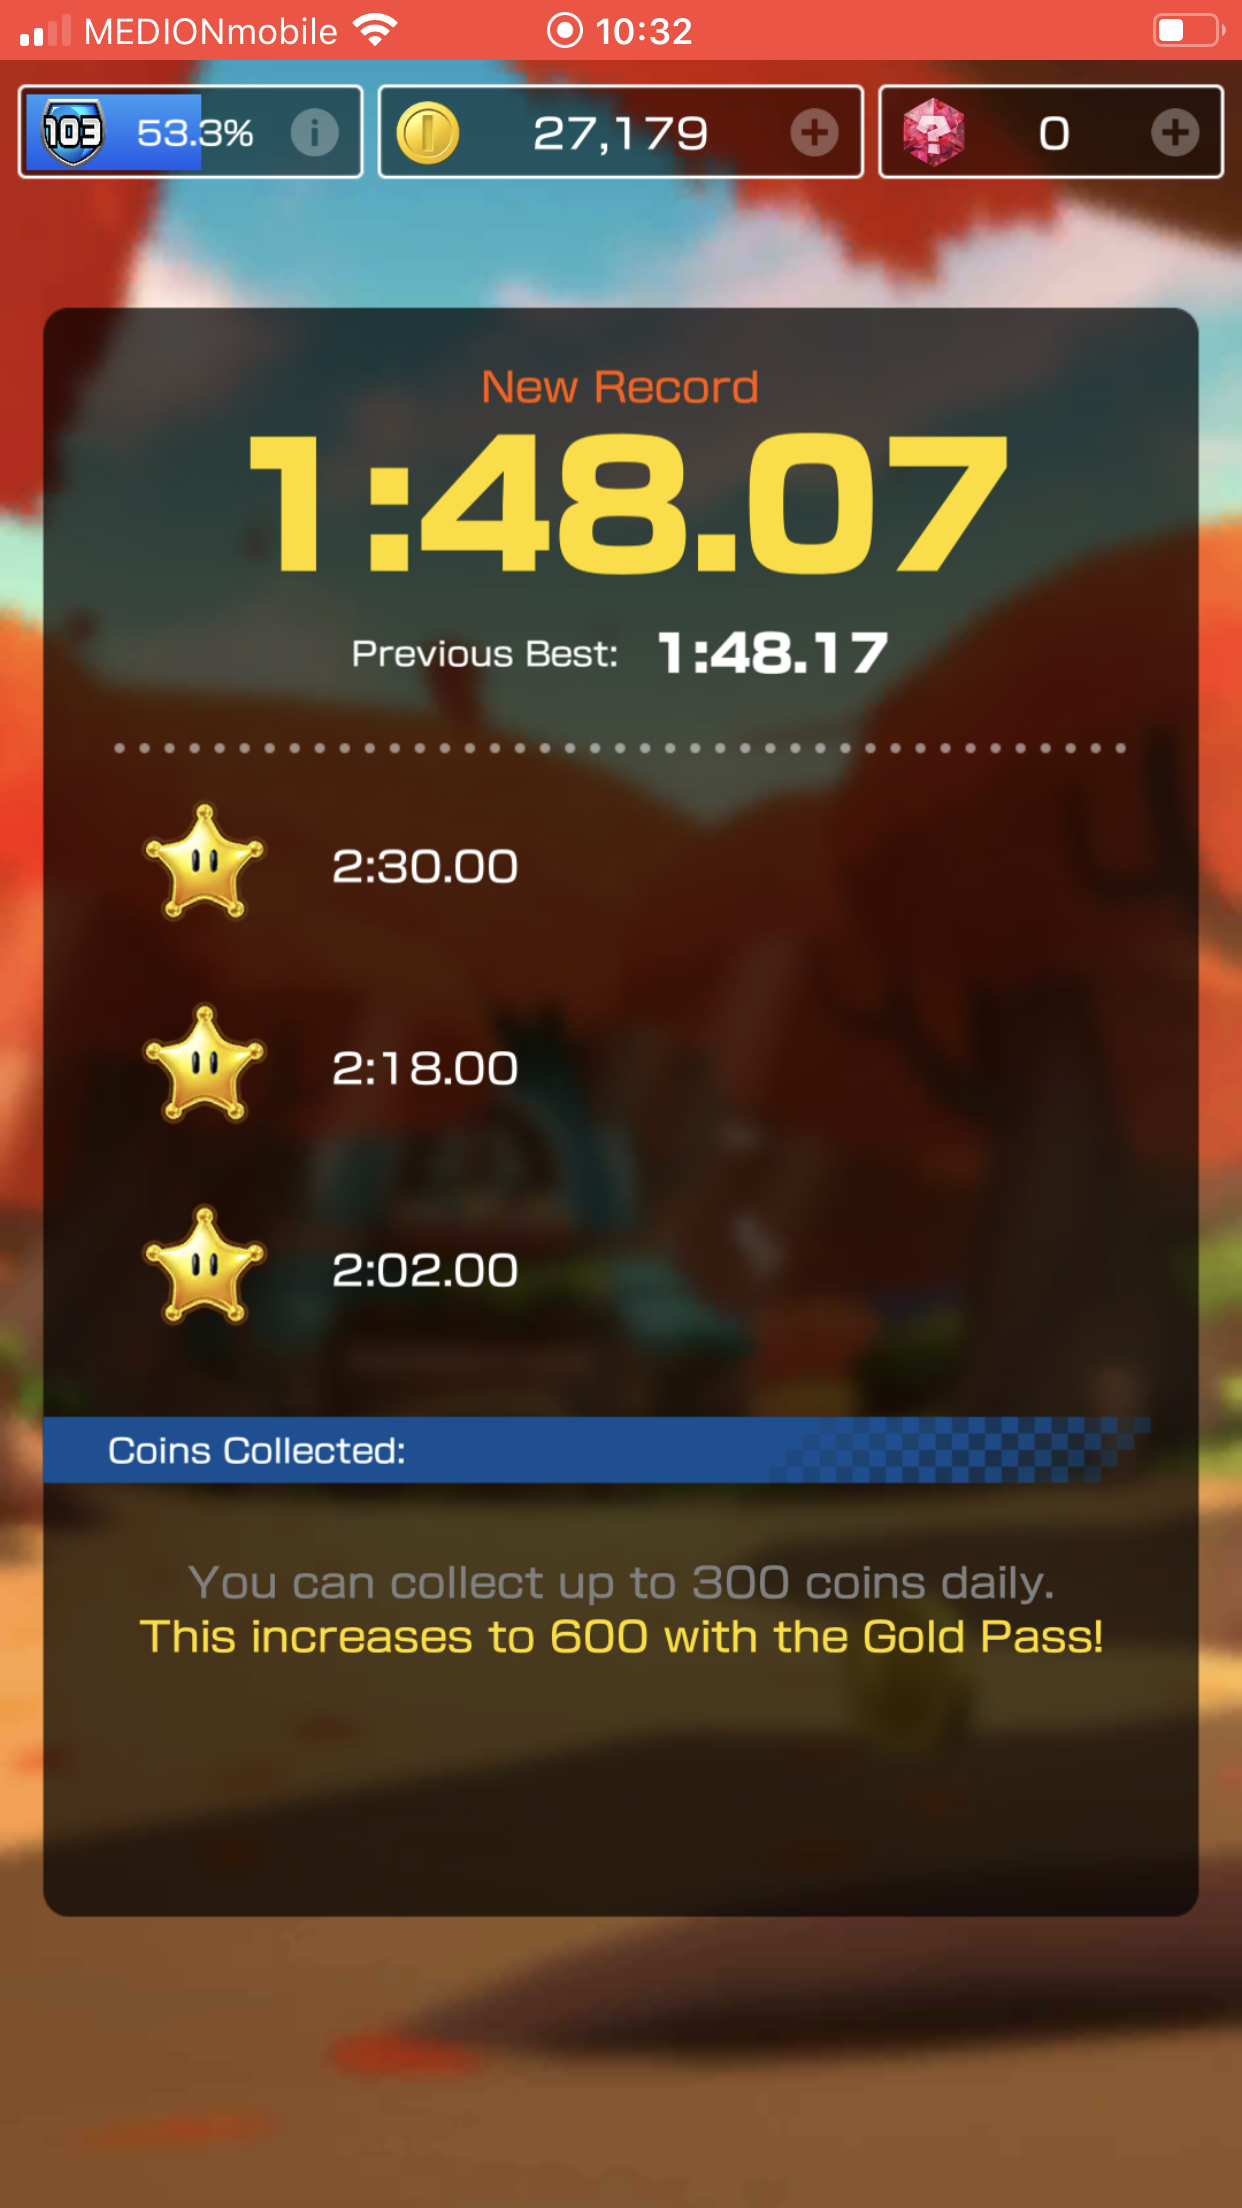 MEDIONmobile 10:32
103 53.3% i 27,179 + ? 0 +
New Record
1:48.07
Previous Best: 1:48.17
2:30.00
2:18.00
2:02.00
Coins Collected:
You can collect up to 300 coins daily.
This increases to 600 with the Gold Pass!